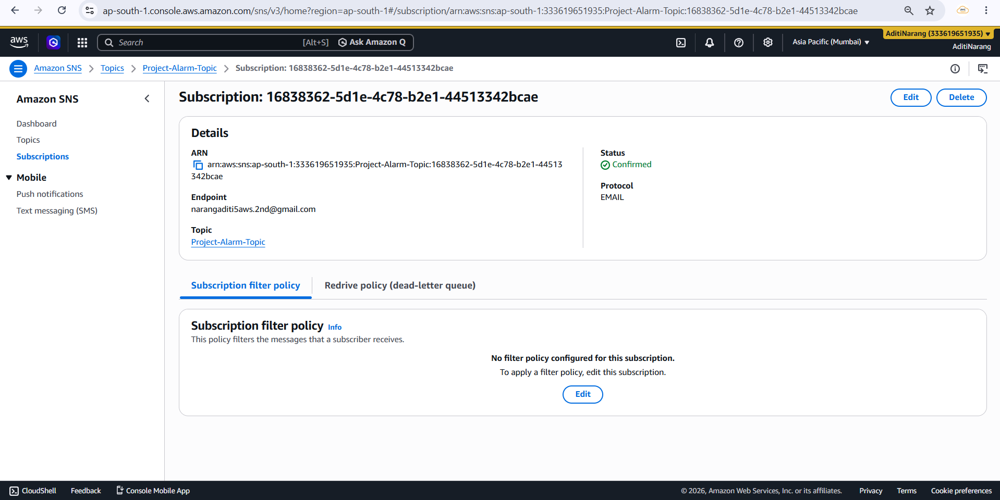 ap-south-1.console.aws.amazon.com/sns/v3/home?region=ap-south-1#/subscription/arn:aws:sns:ap-south-1:333619651935:Project-Alarm-Topic:16838362-5d1e-4c78-b2e1-44513342bcae
aws
Search [Alt+S] Ask Amazon Q
Asia Pacific (Mumbai)
AditiNarang (333619651935)
AditiNarang
Amazon SNS > Topics > Project-Alarm-Topic > Subscription: 16838362-5d1e-4c78-b2e1-44513342bcae
Amazon SNS
Dashboard
Topics
Subscriptions
Mobile
Push notifications
Text messaging (SMS)
Subscription: 16838362-5d1e-4c78-b2e1-44513342bcae
Edit
Delete
Details
ARN
arn:aws:sns:ap-south-1:333619651935:Project-Alarm-Topic:16838362-5d1e-4c78-b2e1-44513
342bcae
Endpoint
narangaditi5aws.2nd@gmail.com
Topic
Project-Alarm-Topic
Status
Confirmed
Protocol
EMAIL
Subscription filter policy
Redrive policy (dead-letter queue)
Subscription filter policy Info
This policy filters the messages that a subscriber receives.
No filter policy configured for this subscription.
To apply a filter policy, edit this subscription.
Edit
CloudShell Feedback Console Mobile App
© 2026, Amazon Web Services, Inc. or its affiliates. Privacy Terms Cookie preferences